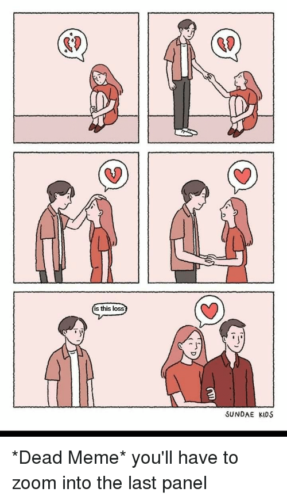 is this loss
SUNDAE KIDS
*Dead Meme* you'll have to
zoom into the last panel